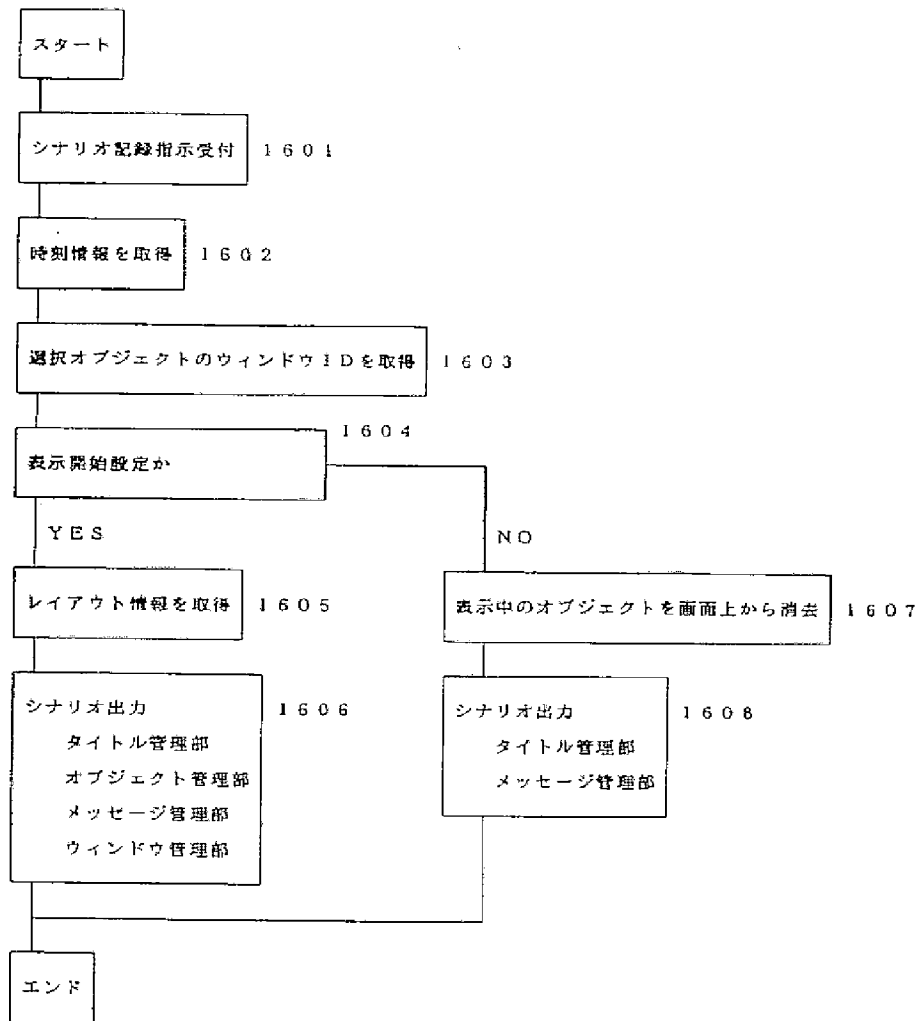 スタート
シナリオ記録指示受付 1601
時刻情報を取得 1602
選択オブジェクトのウィンドウIDを取得 1603
1604
表示開始設定か
YES
NO
レイアウト情報を取得 1605
表示中のオブジェクトを画面上から消去 1607
シナリオ出力 1606
タイトル管理部
オブジェクト管理部
メッセージ管理部
ウィンドウ管理部
シナリオ出力 1608
タイトル管理部
メッセージ管理部
エンド